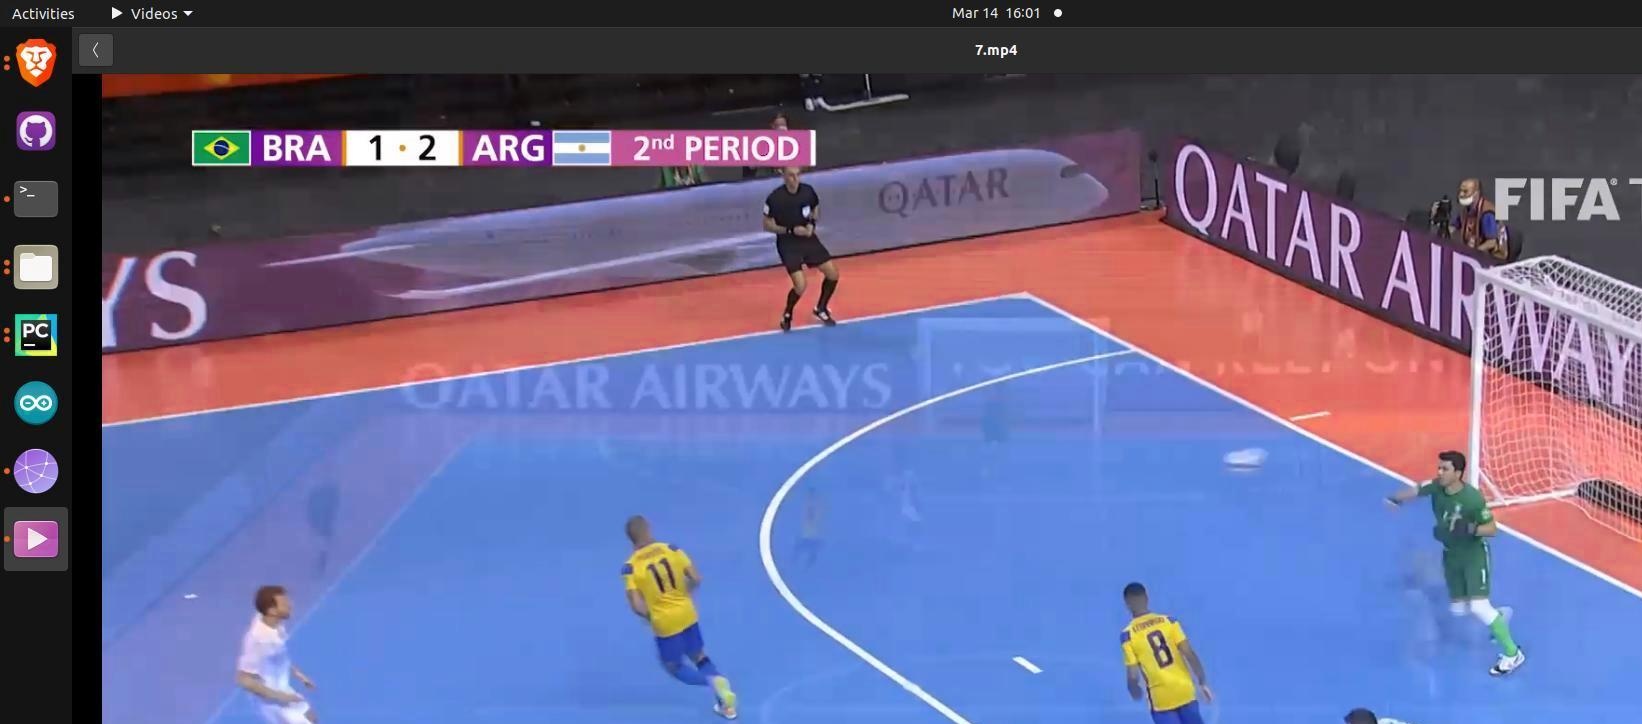 Activities Videos Mar 14 16:01
7.mp4
>_
PC
BRA 1 · 2 ARG 2nd PERIOD
QATAR
QATAR AIRWAYS
FIFA
YS
QATAR AIRWAYS
11
8
1